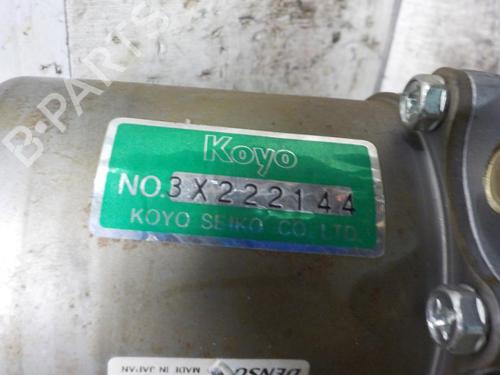 B-PARTS
Koyo
NO. 3X222144
KOYO SEIKO CO. LTD.
DENSO
MADE IN JAPAN